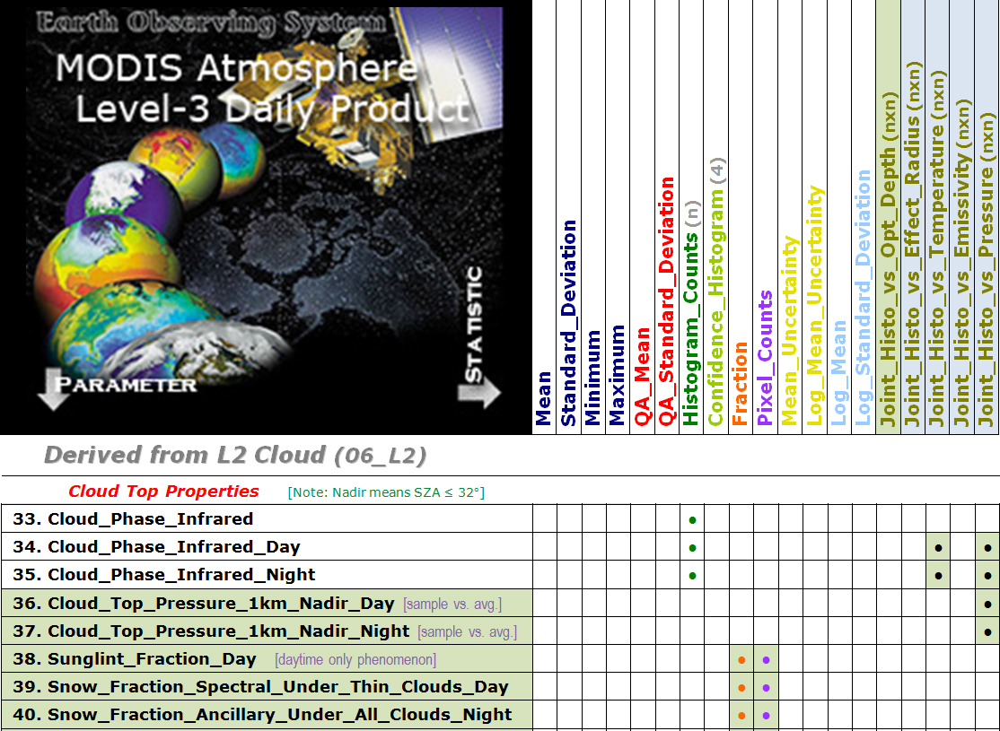 Earth Observing System
MODIS Atmosphere
Level-3 Daily Product
STATISTIC
PARAMETER
Mean
Standard_Deviation
Minimum
Maximum
QA_Mean
QA_Standard_Deviation
Histogram_Counts (n)
Confidence_Histogram (4)
Fraction
Pixel_Counts
Mean_Uncertainty
Log_Mean_Uncertainty
Log_Mean
Log_Standard_Deviation
Joint_Histo_vs_Opt_Depth (nxn)
Joint_Histo_vs_Effect_Radius (nxn)
Joint_Histo_vs_Temperature (nxn)
Joint_Histo_vs_Emissivity (nxn)
Joint_Histo_vs_Pressure (nxn)
Derived from L2 Cloud (06_L2)
Cloud Top Properties [Note: Nadir means SZA ≤ 32°]
33. Cloud_Phase_Infrared
34. Cloud_Phase_Infrared_Day
35. Cloud_Phase_Infrared_Night
36. Cloud_Top_Pressure_1km_Nadir_Day [sample vs. avg.]
37. Cloud_Top_Pressure_1km_Nadir_Night [sample vs. avg.]
38. Sunglint_Fraction_Day [daytime only phenomenon]
39. Snow_Fraction_Spectral_Under_Thin_Clouds_Day
40. Snow_Fraction_Ancillary_Under_All_Clouds_Night